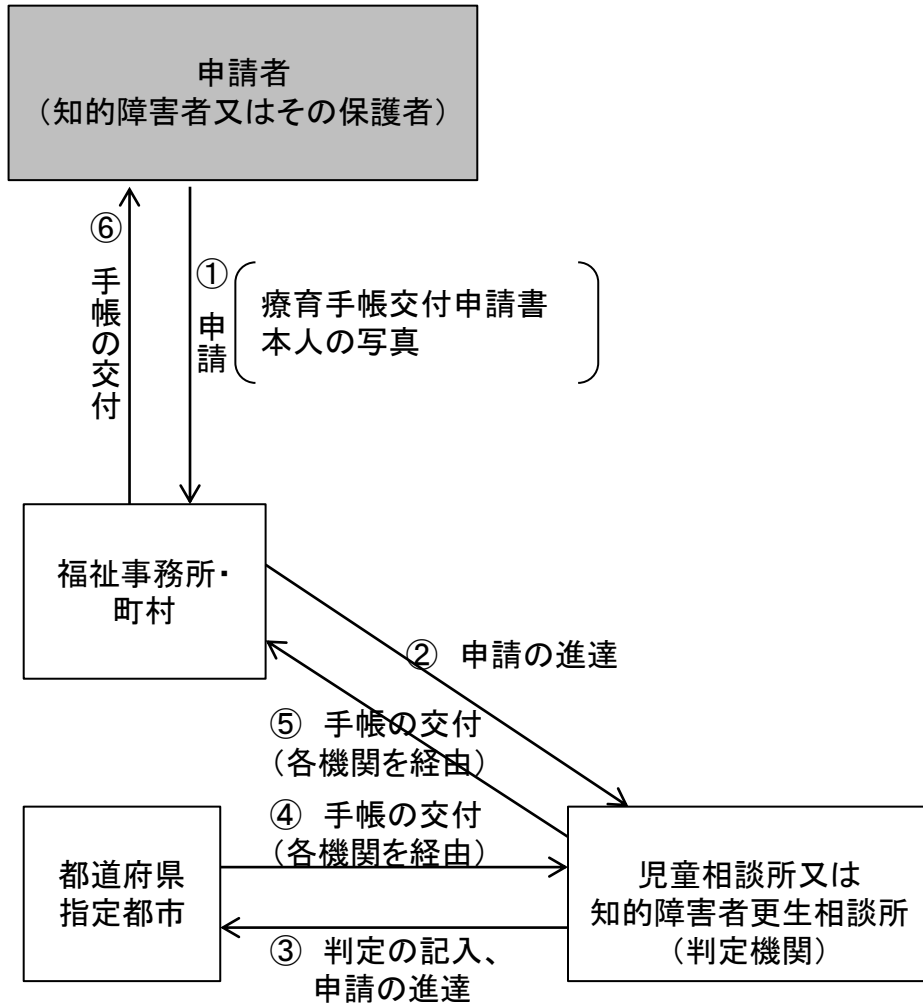 申請者
（知的障害者又はその保護者）
⑥ 手帳の交付
① 申請
療育手帳交付申請書
本人の写真
福祉事務所・
町村
② 申請の進達
⑤ 手帳の交付
（各機関を経由）
④ 手帳の交付
（各機関を経由）
都道府県
指定都市
児童相談所又は
知的障害者更生相談所
（判定機関）
③ 判定の記入、
申請の進達